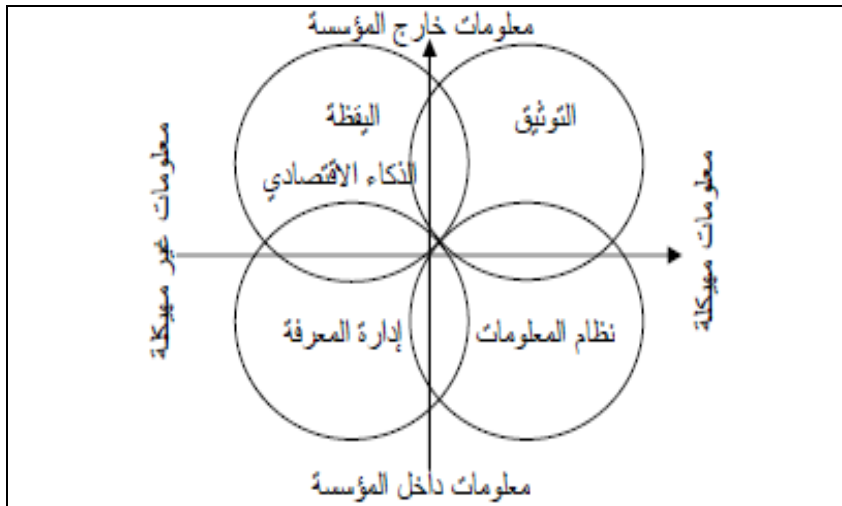 معلومات خارج المؤسسة
التوثيق
اليقظة
الذكاء الاقتصادي
معلومات مهيكلة
معلومات غير مهيكلة
نظام المعلومات
إدارة المعرفة
معلومات داخل المؤسسة